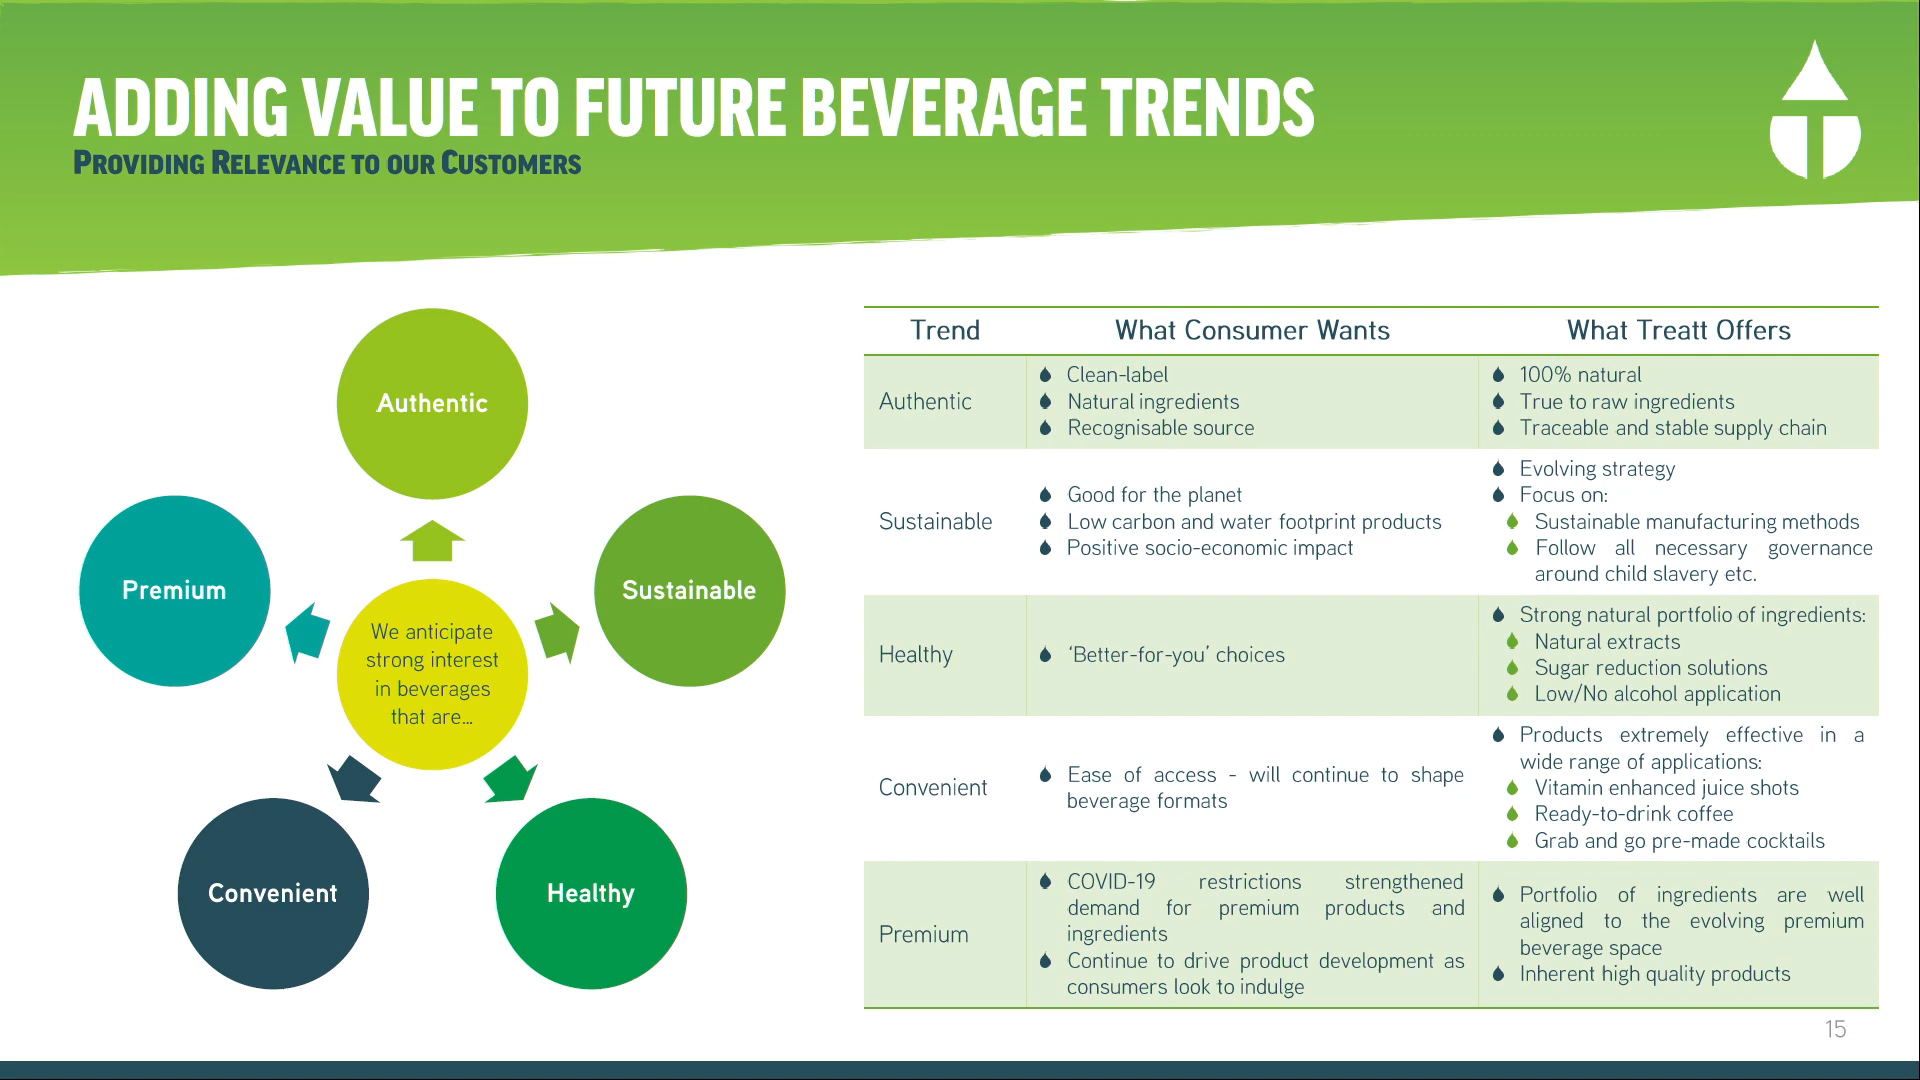 ADDING VALUE TO FUTURE BEVERAGE TRENDS
PROVIDING RELEVANCE TO OUR CUSTOMERS
Authentic
Premium
Sustainable
We anticipate
strong interest
in beverages
that are...
Convenient
Healthy
Trend What Consumer Wants What Treatt Offers
Authentic
Clean-label
Natural ingredients
Recognisable source
100% natural
True to raw ingredients
Traceable and stable supply chain
Sustainable
Good for the planet
Low carbon and water footprint products
Positive socio-economic impact
Evolving strategy
Focus on:
Sustainable manufacturing methods
Follow all necessary governance
around child slavery etc.
Healthy
‘Better-for-you’ choices
Strong natural portfolio of ingredients:
Natural extracts
Sugar reduction solutions
Low/No alcohol application
Convenient
Ease of access - will continue to shape
beverage formats
Products extremely effective in a
wide range of applications:
Vitamin enhanced juice shots
Ready-to-drink coffee
Grab and go pre-made cocktails
Premium
COVID-19 restrictions strengthened
demand for premium products and
ingredients
Continue to drive product development as
consumers look to indulge
Portfolio of ingredients are well
aligned to the evolving premium
beverage space
Inherent high quality products
15